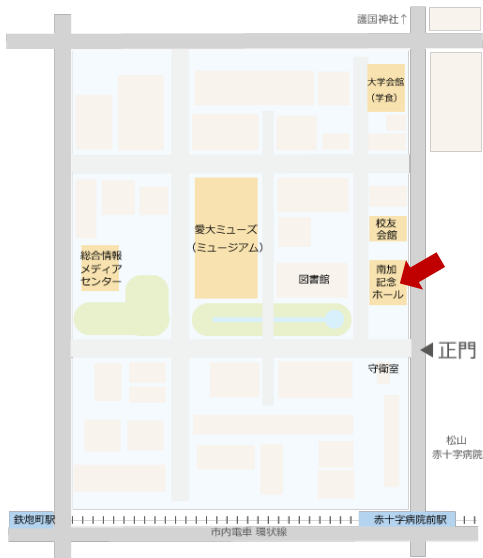 護国神社↑
大学会館
(学食)
校友
会館
愛大ミューズ
(ミュージアム)
総合情報
メディア
センター
図書館
南加
記念
ホール
◀正門
守衛室
松山
赤十字病院
鉄炮町駅
赤十字病院前駅
市内電車 環状線